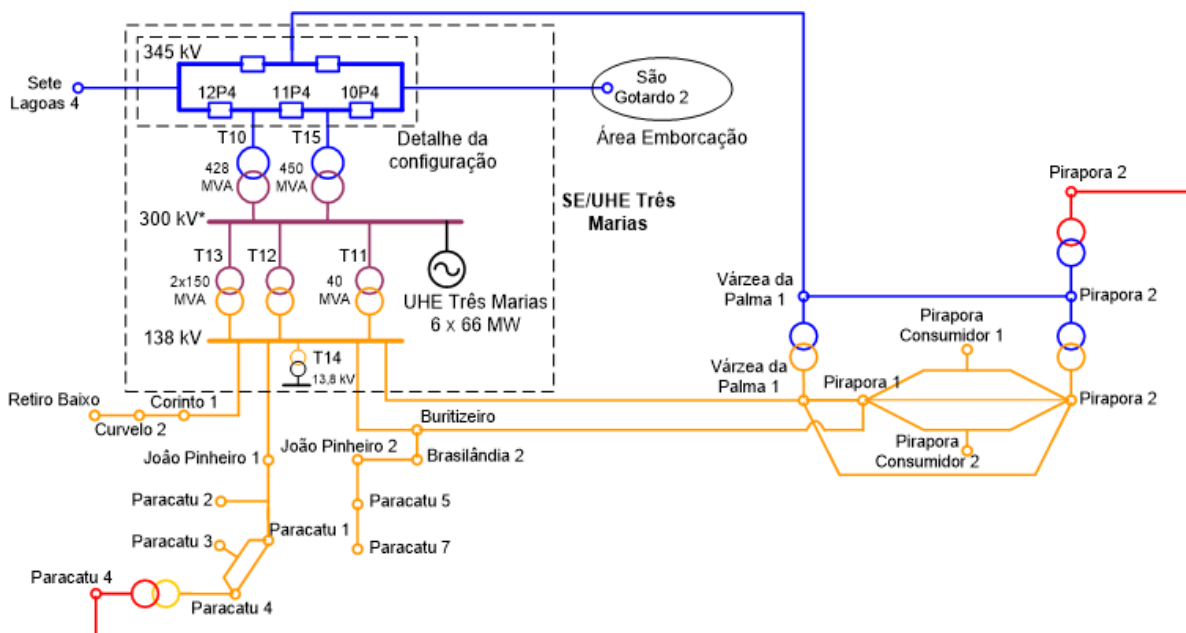 345 kV
Sete
Lagoas 4
12P4
11P4
10P4
São
Gotardo 2
Área Emborcação
T10
T15
Detalhe da
configuração
428
MVA
450
MVA
SE/UHE Três
Marias
300 kV*
T13
T12
T11
2x150
MVA
40
MVA
UHE Três Marias
6 x 66 MW
138 kV
T14
13,8 kV
Retiro Baixo
Corinto 1
Curvelo 2
Buritizeiro
João Pinheiro 1
João Pinheiro 2
Brasilândia 2
Paracatu 2
Paracatu 5
Paracatu 3
Paracatu 1
Paracatu 7
Paracatu 4
Paracatu 4
Pirapora 2
Várzea da
Palma 1
Pirapora 2
Pirapora
Consumidor 1
Várzea da
Palma 1
Pirapora 1
Pirapora 2
Pirapora
Consumidor 2